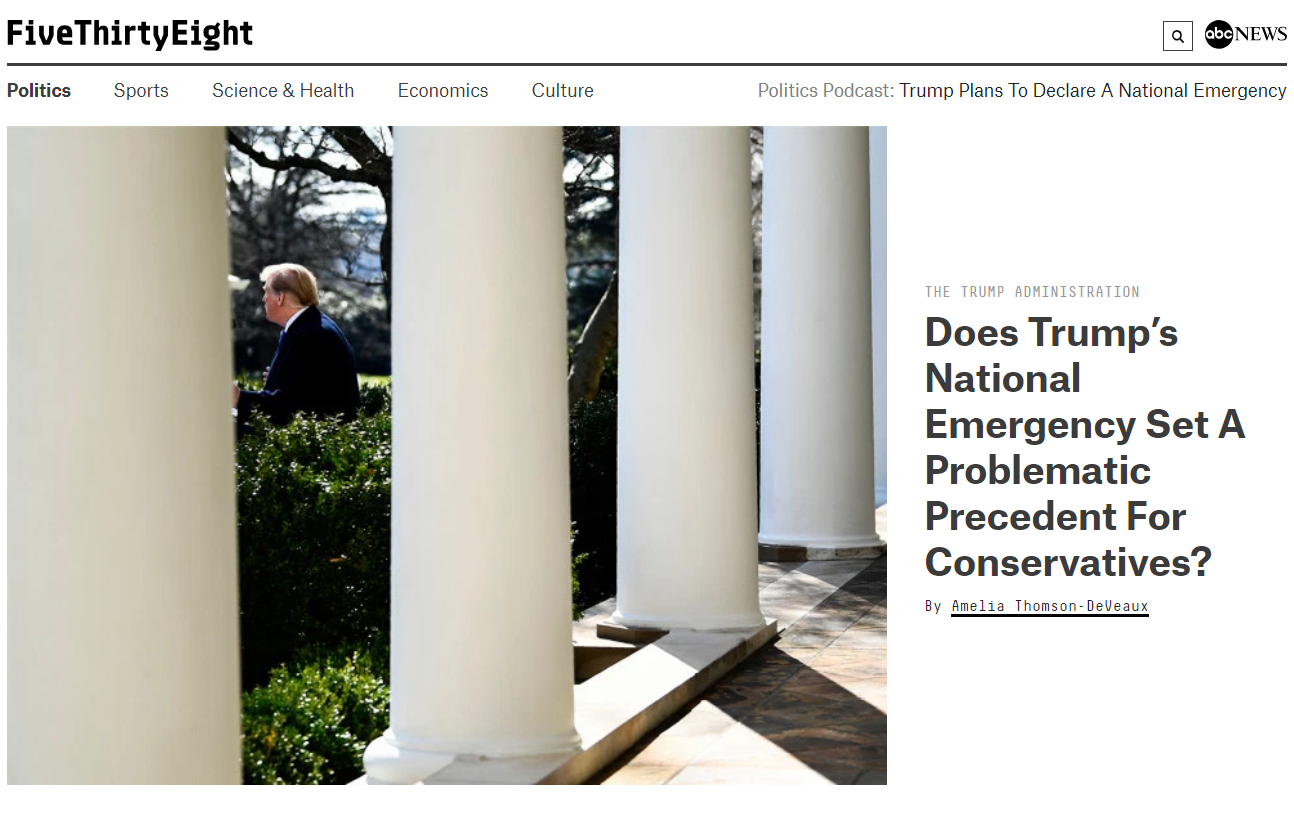 FiveThirtyEight
abc NEWS
Politics Sports Science & Health Economics Culture Politics Podcast: Trump Plans To Declare A National Emergency
THE TRUMP ADMINISTRATION
Does Trump’s
National
Emergency Set A
Problematic
Precedent For
Conservatives?
By Amelia Thomson-DeVeaux